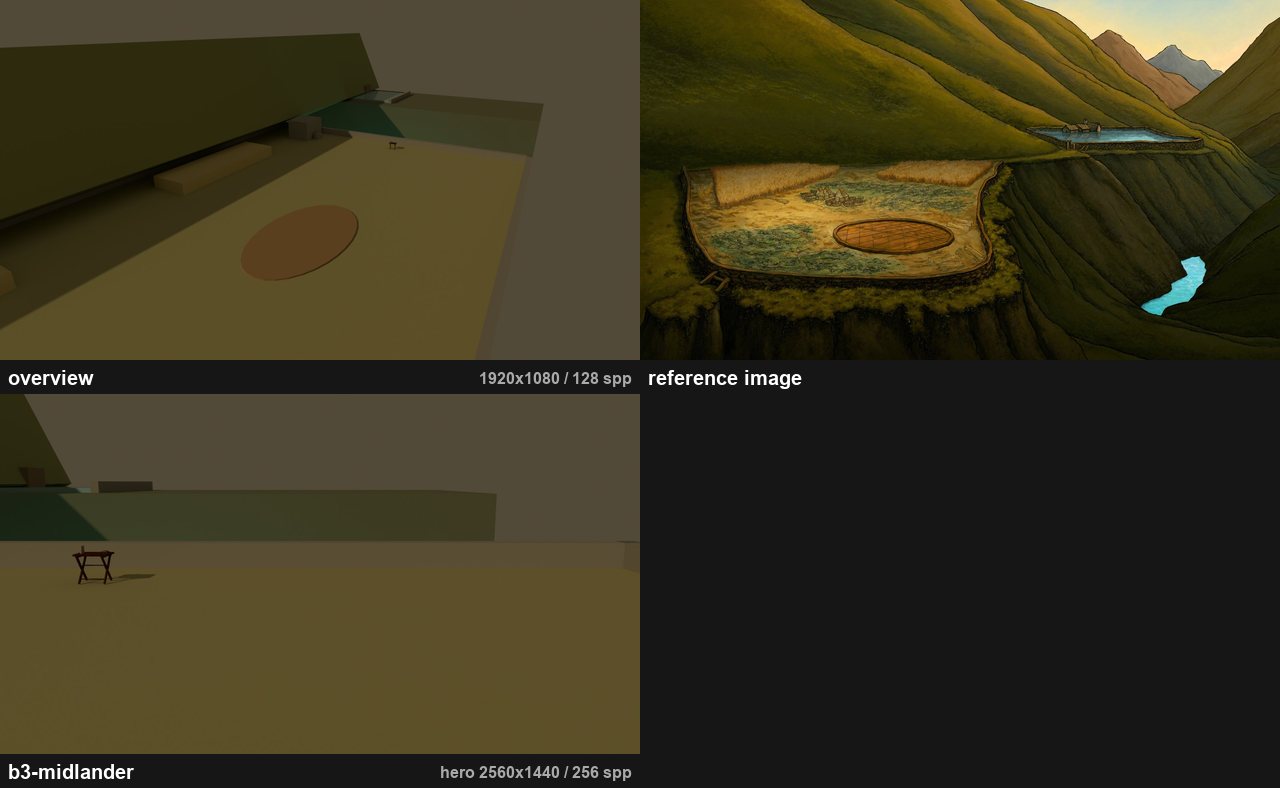 overview
1920x1080 / 128 spp
reference image
b3-midlander
hero 2560x1440 / 256 spp